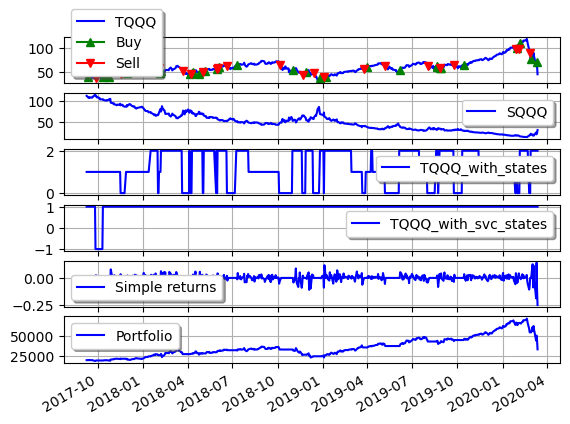 TQQQ
Buy
Sell
100
50
SQQQ
100
50
TQQQ_with_states
2
0
TQQQ_with_svc_states
1
0
−1
Simple returns
0.00
−0.25
Portfolio
50000
25000
2017-10 2018-01 2018-04 2018-07 2018-10 2019-01 2019-04 2019-07 2019-10 2020-01 2020-04